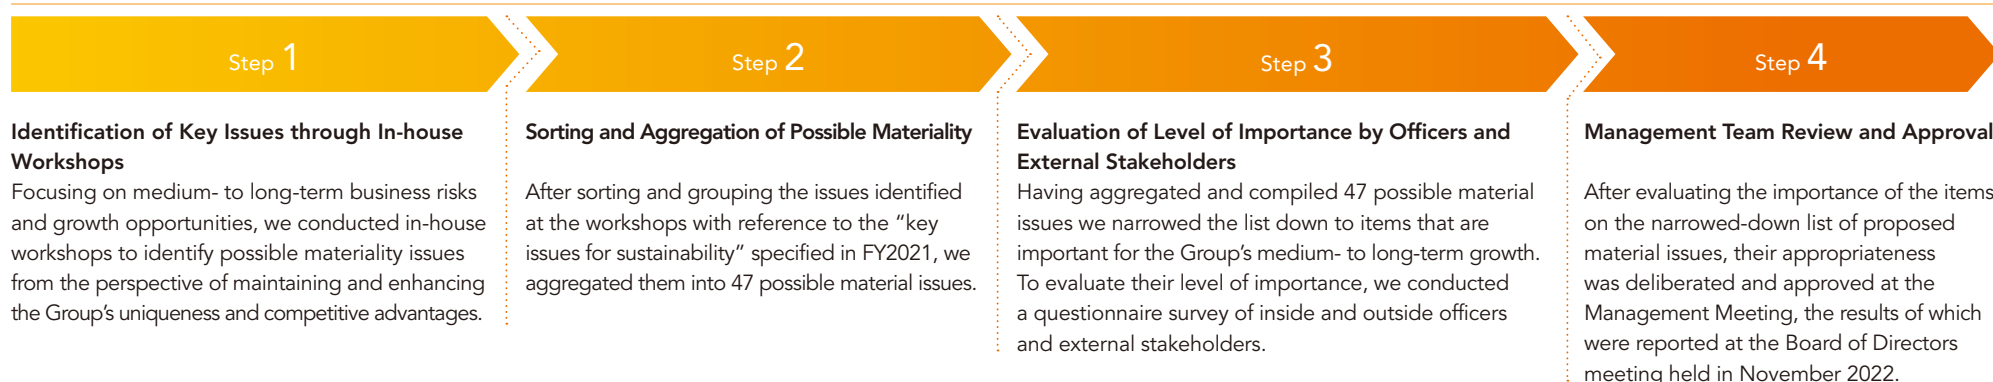 Step 1
Step 2
Step 3
Step 4
Identification of Key Issues through In-house
Workshops
Focusing on medium- to long-term business risks
and growth opportunities, we conducted in-house
workshops to identify possible materiality issues
from the perspective of maintaining and enhancing
the Group’s uniqueness and competitive advantages.
Sorting and Aggregation of Possible Materiality
After sorting and grouping the issues identified
at the workshops with reference to the “key
issues for sustainability” specified in FY2021, we
aggregated them into 47 possible material issues.
Evaluation of Level of Importance by Officers and
External Stakeholders
Having aggregated and compiled 47 possible material
issues we narrowed the list down to items that are
important for the Group’s medium- to long-term growth.
To evaluate their level of importance, we conducted
a questionnaire survey of inside and outside officers
and external stakeholders.
Management Team Review and Approval
After evaluating the importance of the items
on the narrowed-down list of proposed
material issues, their appropriateness
was deliberated and approved at the
Management Meeting, the results of which
were reported at the Board of Directors
meeting held in November 2022.